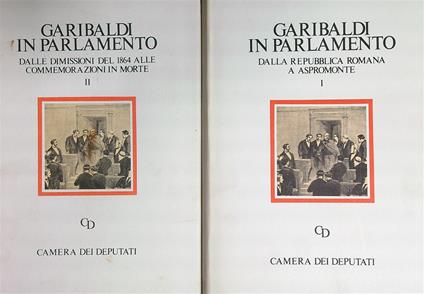 GARIBALDI
IN PARLAMENTO
DALLE DIMISSIONI DEL 1864 ALLE
COMMEMORAZIONI IN MORTE
II
CD
CAMERA DEI DEPUTATI
GARIBALDI
IN PARLAMENTO
DALLA REPUBBLICA ROMANA
A ASPROMONTE
I
CD
CAMERA DEI DEPUTATI